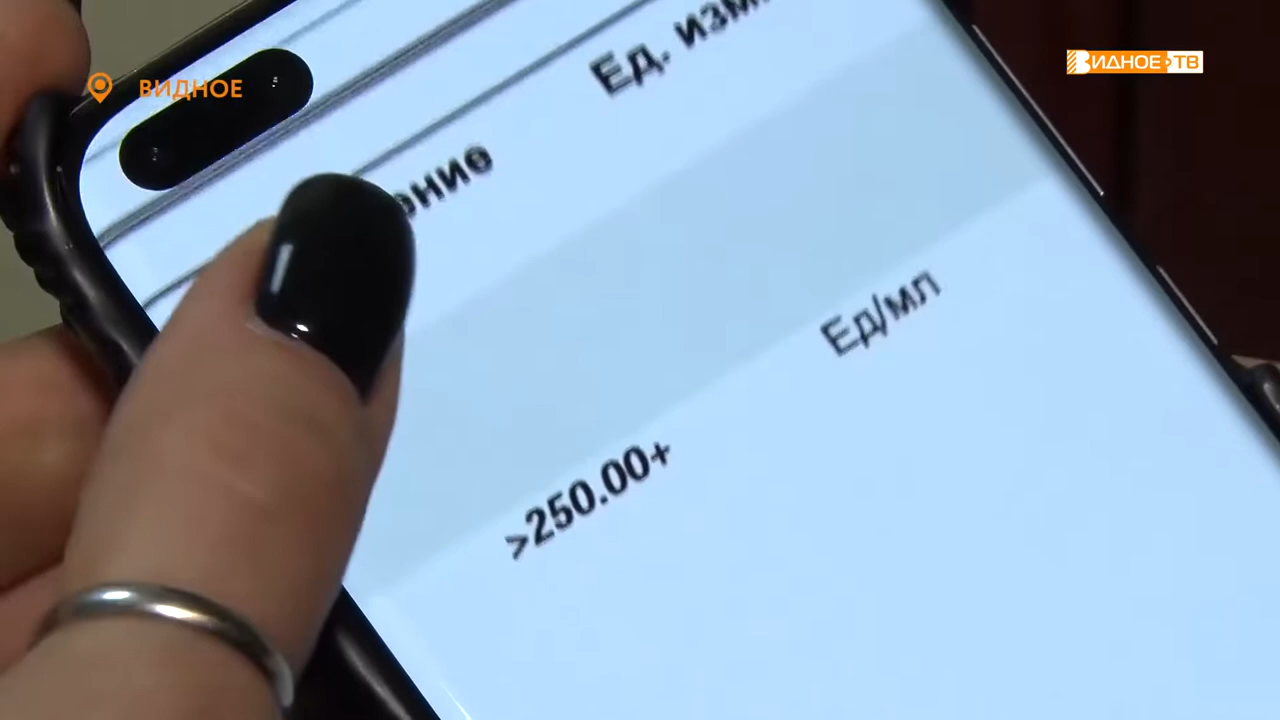 ВИДНОЕ
ВИДНОЕ ТВ
Ед. изм.
ение
Ед/мл
>250.00+